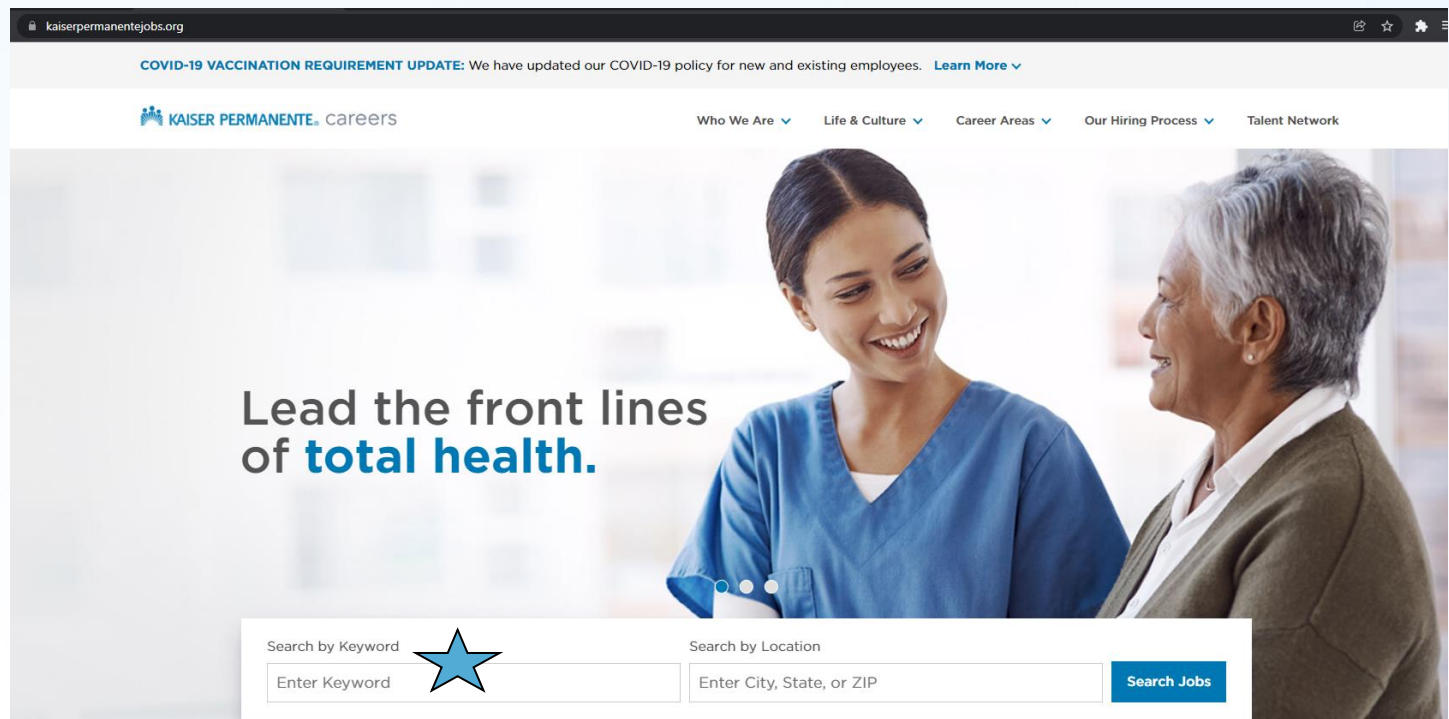 kaiserpermanentejobs.org
COVID-19 VACCINATION REQUIREMENT UPDATE: We have updated our COVID-19 policy for new and existing employees. Learn More
KAISER PERMANENTE® careers
Who We Are Life & Culture Career Areas Our Hiring Process Talent Network
Lead the front lines
of total health.
Search by Keyword Search by Location
Enter Keyword Enter City, State, or ZIP Search Jobs